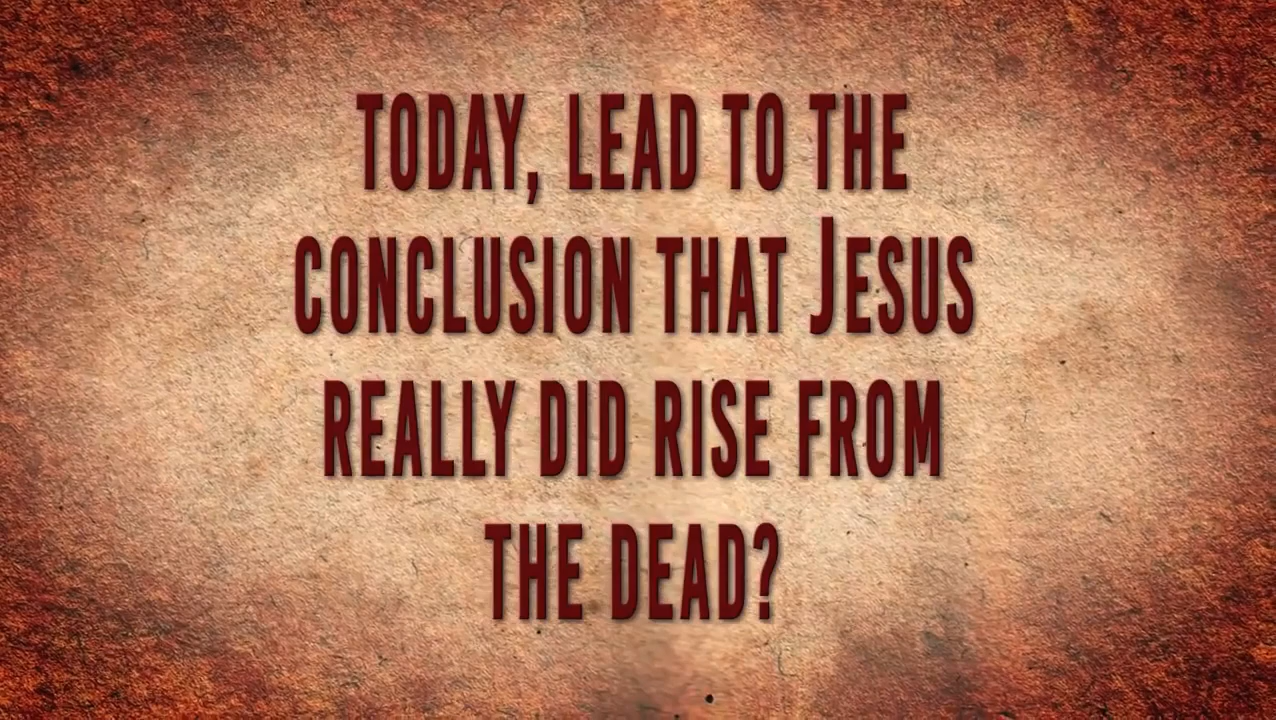 TODAY, LEAD TO THE
CONCLUSION THAT JESUS
REALLY DID RISE FROM
THE DEAD?